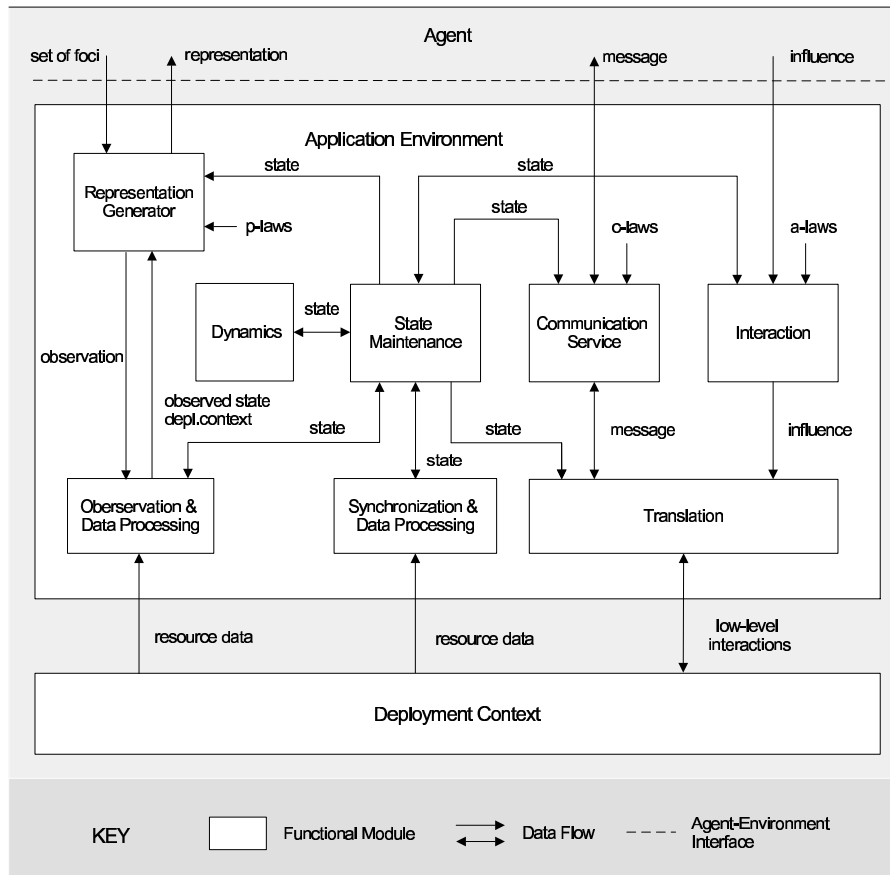 Agent
set of foci
representation
message
influence
Application Environment
state
state
Representation
Generator
state
p-laws
c-laws
a-laws
Dynamics
state
State
Maintenance
Communication
Service
Interaction
observation
observed state
depl.context
state
state
message
influence
state
Oberservation &
Data Processing
Synchronization &
Data Processing
Translation
resource data
resource data
low-level
interactions
Deployment Context
KEY
Functional Module
Data Flow
Agent-Environment
Interface